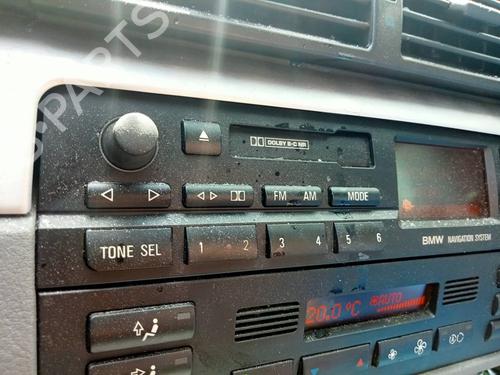 DOLBY B-C NR
FM AM
MODE
TONE SEL
1 2
3 4
5 6
BMW NAVIGATION SYSTEM
20.0°C AUTO